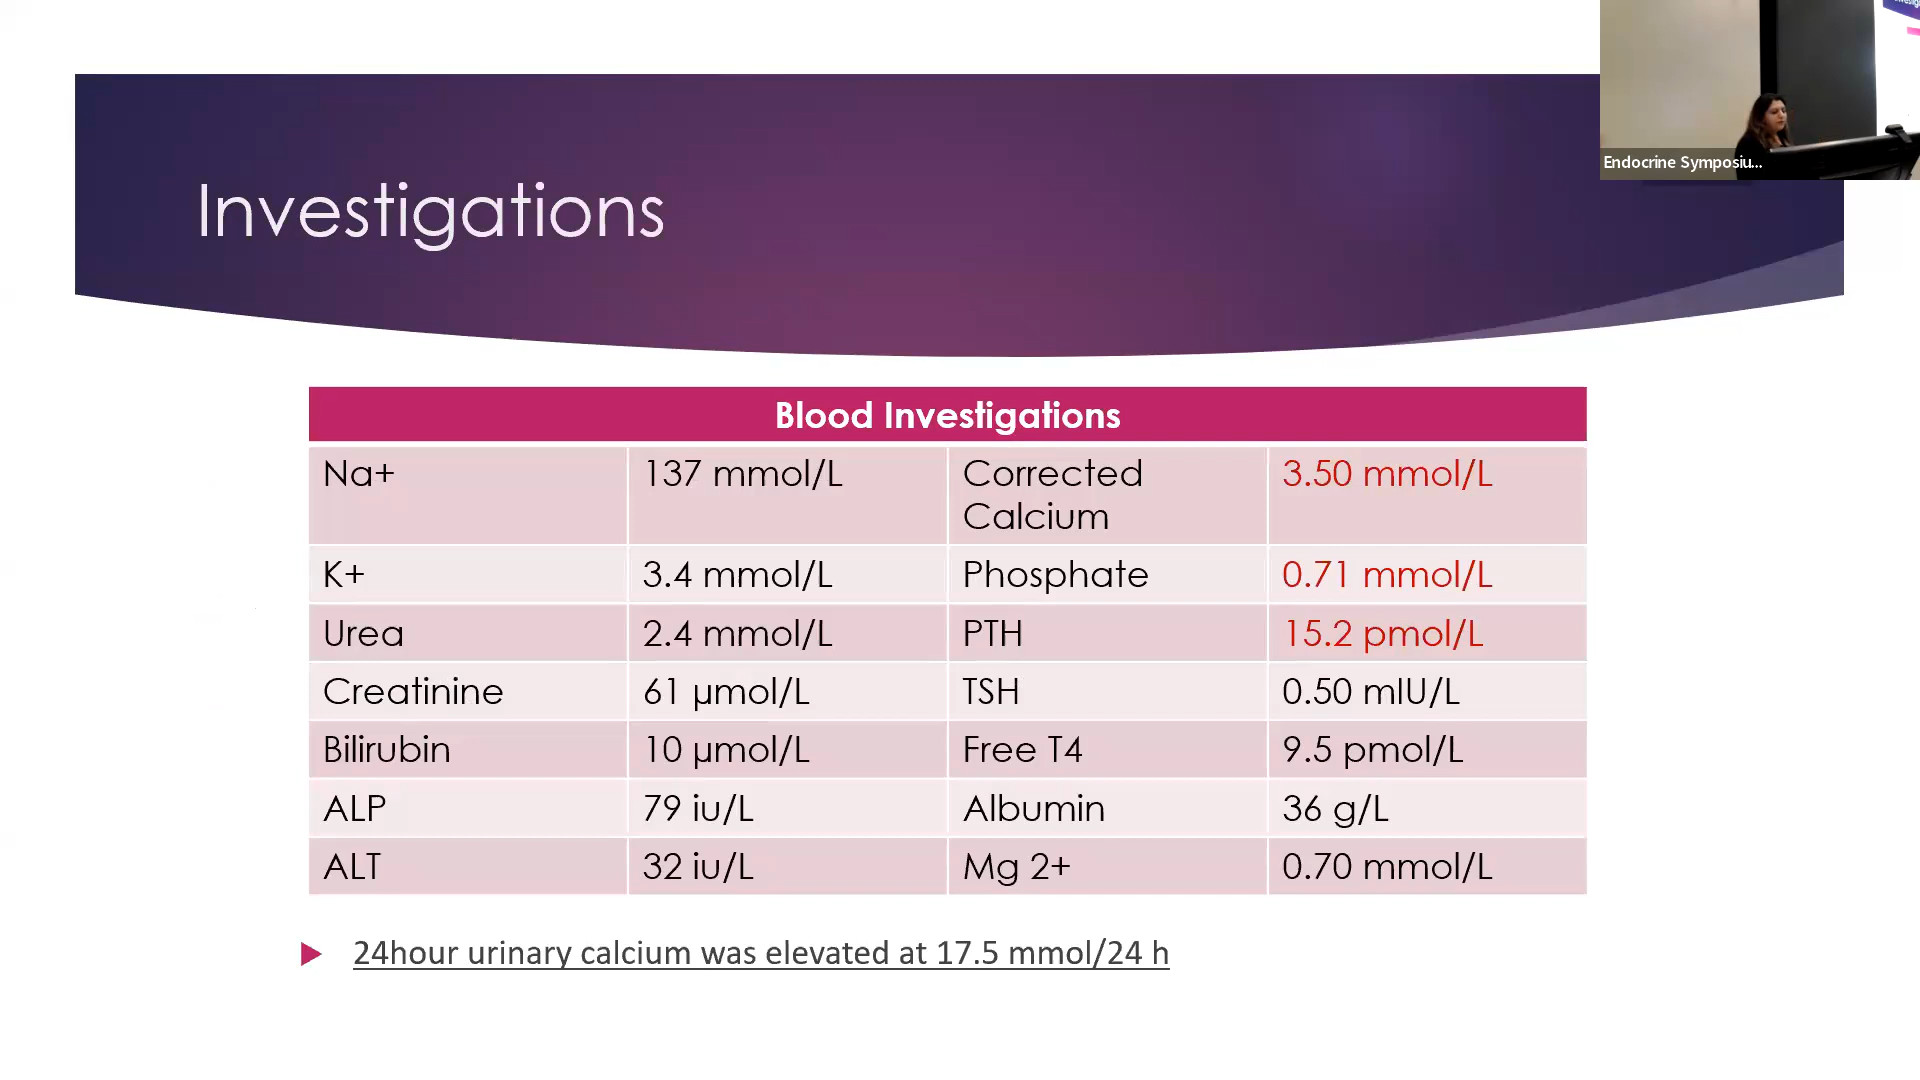 Endocrine Symposiu...
Investigations
Blood Investigations
Na+ 137 mmol/L Corrected Calcium 3.50 mmol/L
K+ 3.4 mmol/L Phosphate 0.71 mmol/L
Urea 2.4 mmol/L PTH 15.2 pmol/L
Creatinine 61 µmol/L TSH 0.50 mIU/L
Bilirubin 10 µmol/L Free T4 9.5 pmol/L
ALP 79 iu/L Albumin 36 g/L
ALT 32 iu/L Mg 2+ 0.70 mmol/L
24hour urinary calcium was elevated at 17.5 mmol/24 h